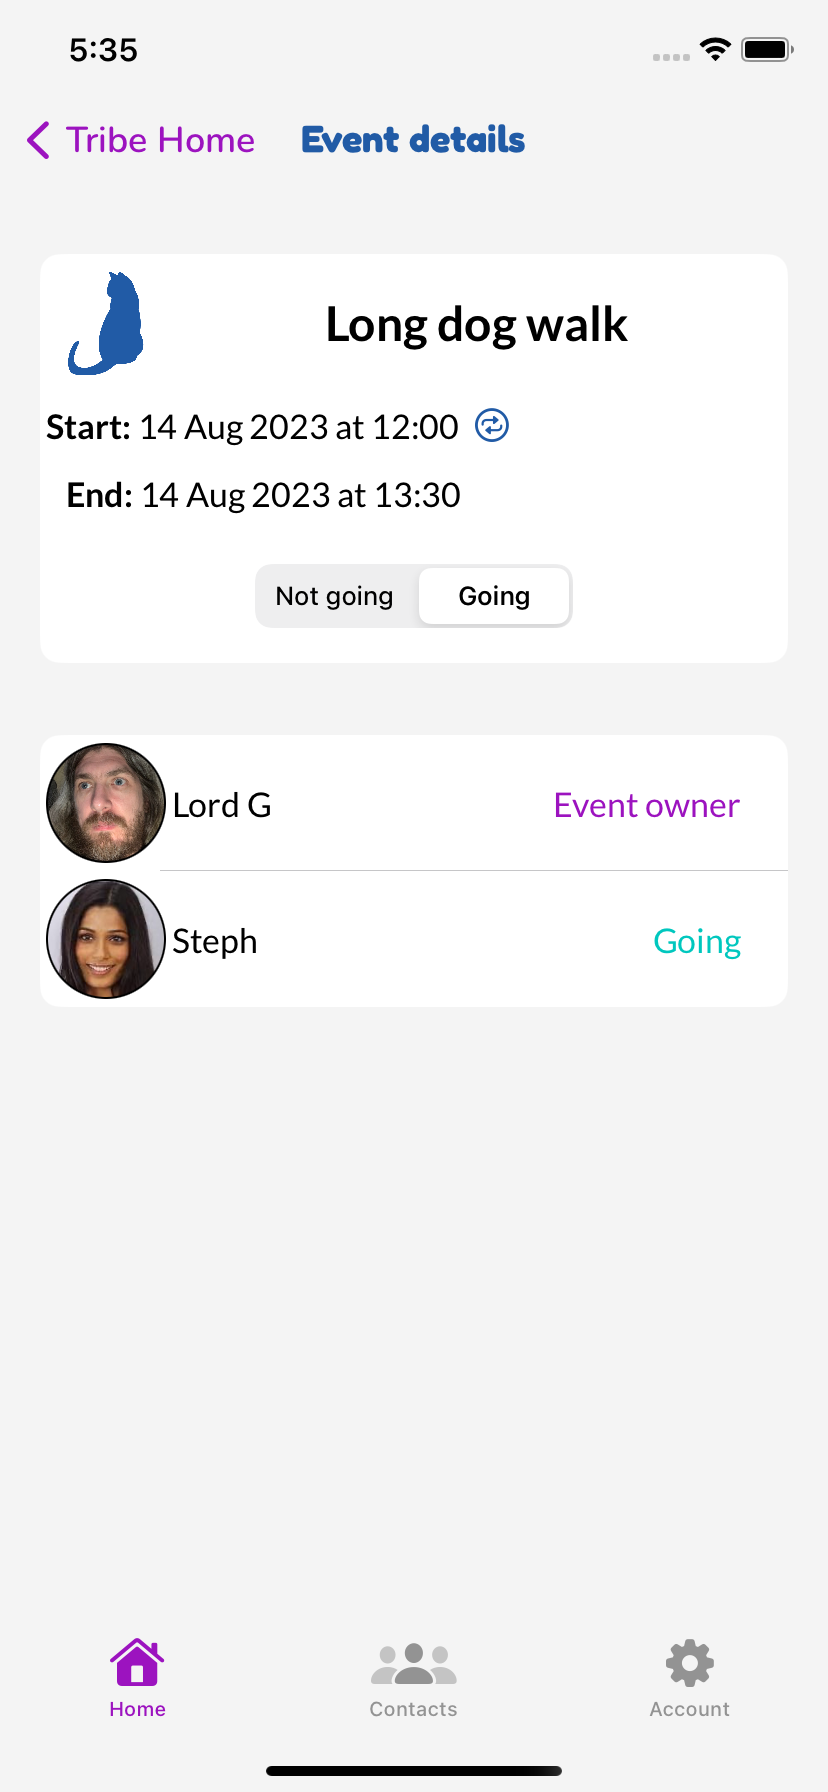 5:35
Tribe Home Event details
Long dog walk
Start: 14 Aug 2023 at 12:00
End: 14 Aug 2023 at 13:30
Not going Going
Lord G Event owner
Steph Going
Home Contacts Account